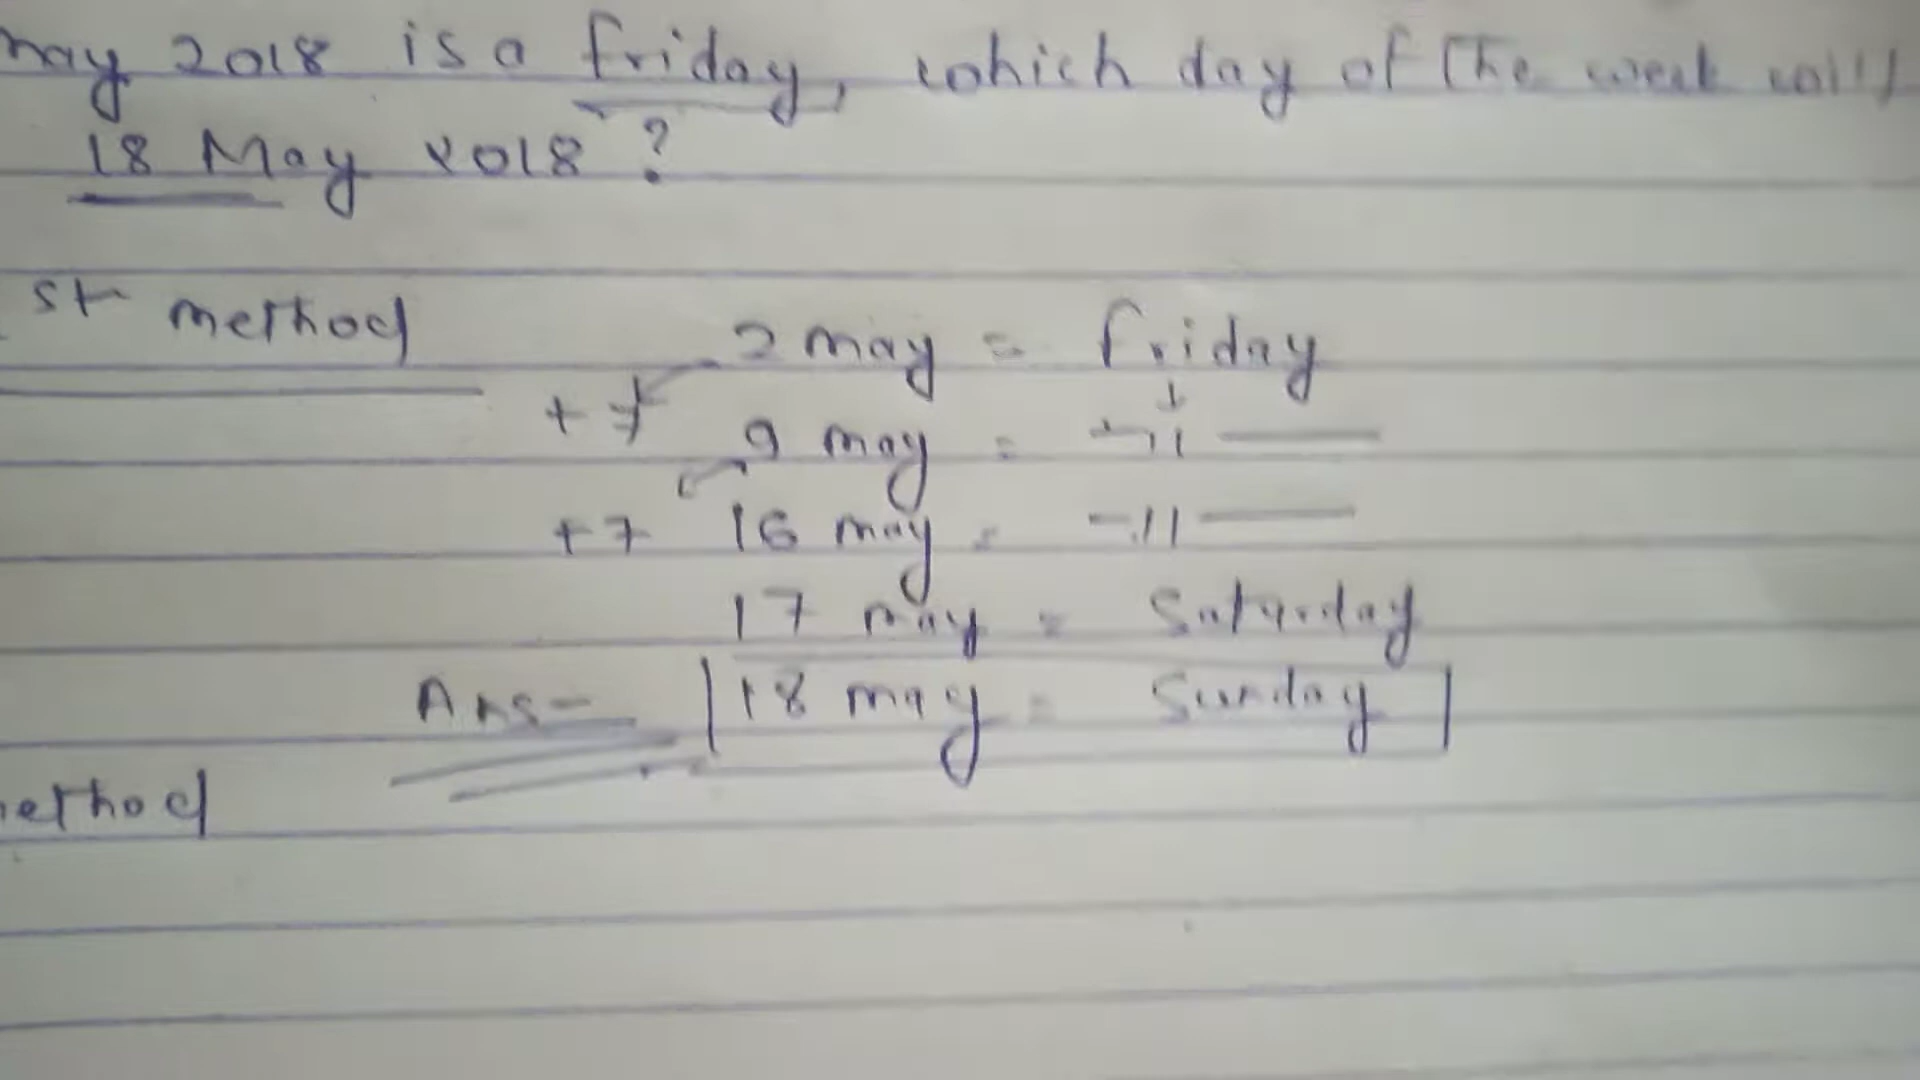 may 2018 is a friday, which day of the week will
18 May 2018 ?
st method
2 may = friday
+7 9 may = -11-
+7 16 may = -11-
17 may = Saturday
Ans- 18 may = Sunday
ethod